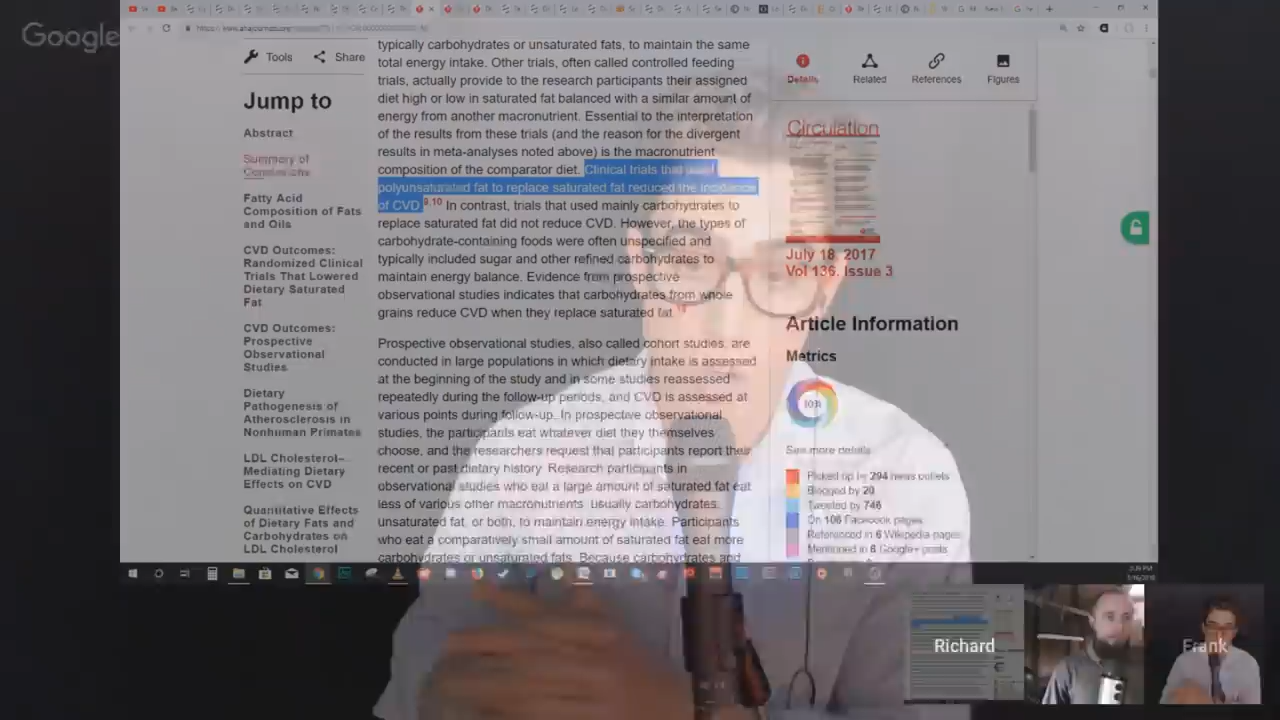 Google
Tools
Share
Jump to
Abstract
Summary of
Conclusions
Fatty Acid
Composition of Fats
and Oils
CVD Outcomes:
Randomized Clinical
Trials That Lowered
Dietary Saturated
Fat
CVD Outcomes:
Prospective
Observational
Studies
Dietary
Pathogenesis of
Atherosclerosis in
Nonhuman Primates
LDL Cholesterol–
Mediating Dietary
Effects on CVD
Quantitative Effects
of Dietary Fats and
Carbohydrates on
LDL Cholesterol
typically carbohydrates or unsaturated fats, to maintain the same
total energy intake. Other trials, often called controlled feeding
trials, actually provide to the research participants their assigned
diet high or low in saturated fat balanced with a similar amount of
energy from another macronutrient. Essential to the interpretation
of the results from these trials (and the reason for the divergent
results in meta-analyses noted above) is the macronutrient
composition of the comparator diet. Clinical trials that used
polyunsaturated fat to replace saturated fat reduced the incidence
of CVD.9,10 In contrast, trials that used mainly carbohydrates to
replace saturated fat did not reduce CVD. However, the types of
carbohydrate-containing foods were often unspecified and
typically included sugar and other refined carbohydrates to
maintain energy balance. Evidence from prospective
observational studies indicates that carbohydrates from whole
grains reduce CVD when they replace saturated fat.
Prospective observational studies, also called cohort studies, are
conducted in large populations in which dietary intake is assessed
at the beginning of the study and in some studies reassessed
repeatedly during the follow-up periods, and CVD is assessed at
various points during follow-up. In prospective observational
studies, the participants eat whatever diet they themselves
choose, and the researchers request that participants report their
recent or past dietary history. Research participants in
observational studies who eat a large amount of saturated fat eat
less of various other macronutrients, usually carbohydrates,
unsaturated fat, or both, to maintain energy intake. Participants
who eat a comparatively small amount of saturated fat eat more
carbohydrates or unsaturated fats. Because carbohydrates and
Details
Related
References
Figures
Circulation
July 18, 2017
Vol 136, Issue 3
Article Information
Metrics
See more details
Picked up by 294 news outlets
Blogged by 20
Tweeted by 746
On 106 Facebook pages
Referenced in 6 Wikipedia pages
Mentioned in 8 Google+ posts
Richard
Frank